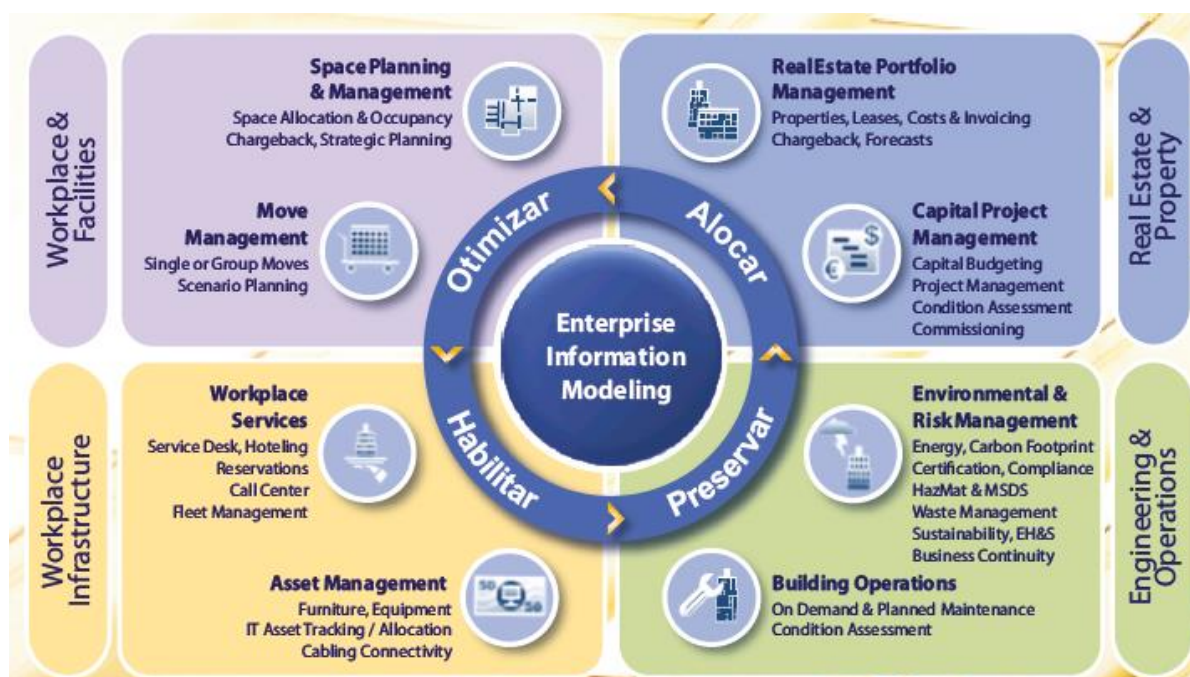 Workplace &
Facilities
Space Planning
& Management
Space Allocation & Occupancy
Chargeback, Strategic Planning
Move
Management
Single or Group Moves
Scenario Planning
Real Estate Portfolio
Management
Properties, Leases, Costs & Invoicing
Chargeback, Forecasts
Capital Project
Management
Capital Budgeting
Project Management
Condition Assessment
Commissioning
Real Estate &
Property
Otimizar
Alocar
Enterprise
Information
Modeling
Habilitar
Preservar
Workplace
Infrastructure
Workplace
Services
Service Desk, Hoteling
Reservations
Call Center
Fleet Management
Asset Management
Furniture, Equipment
IT Asset Tracking / Allocation
Cabling Connectivity
Environmental &
Risk Management
Energy, Carbon Footprint
Certification, Compliance
HazMat & MSDS
Waste Management
Sustainability, EH&S
Business Continuity
Building Operations
On Demand & Planned Maintenance
Condition Assessment
Engineering &
Operations